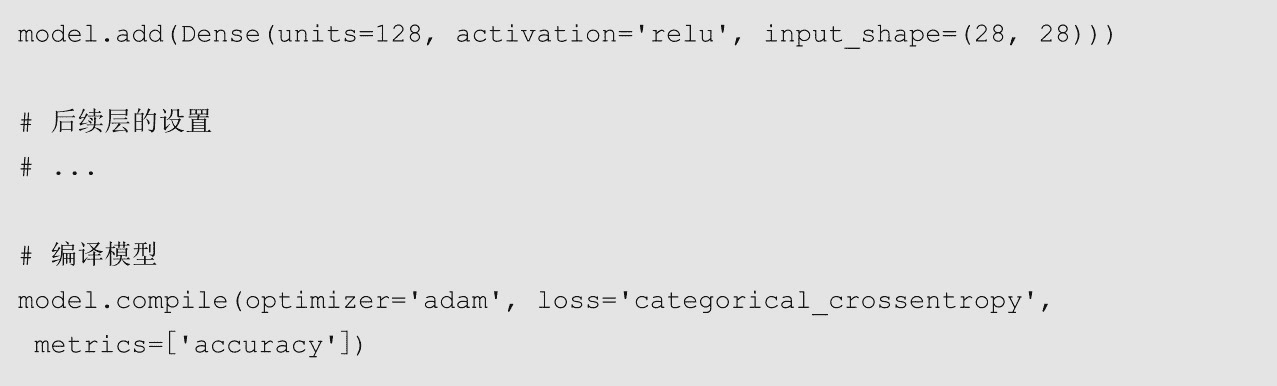 model.add(Dense(units=128, activation='relu', input_shape=(28, 28)))
# 后续层的设置
# ...
# 编译模型
model.compile(optimizer='adam', loss='categorical_crossentropy',
metrics=['accuracy'])